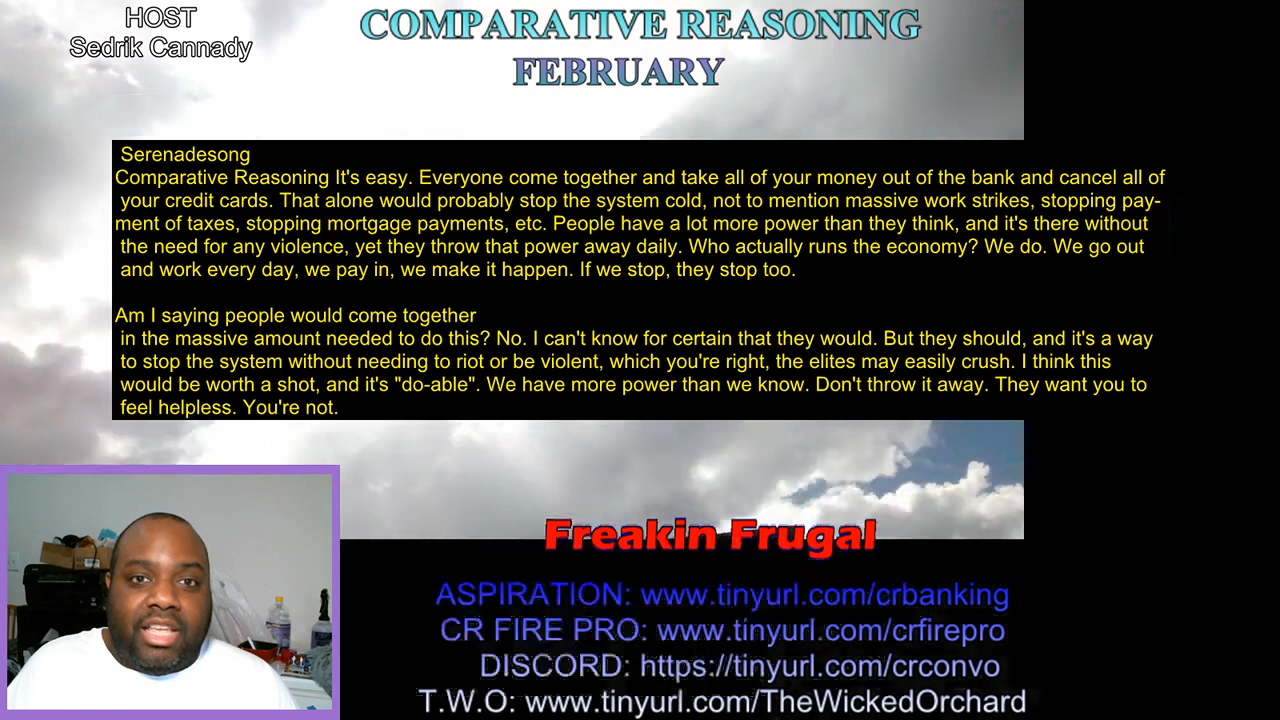 HOST
Sedrik Cannady
COMPARATIVE REASONING
FEBRUARY
Serenadesong
Comparative Reasoning It's easy. Everyone come together and take all of your money out of the bank and cancel all of
your credit cards. That alone would probably stop the system cold, not to mention massive work strikes, stopping pay-
ment of taxes, stopping mortgage payments, etc. People have a lot more power than they think, and it's there without
the need for any violence, yet they throw that power away daily. Who actually runs the economy? We do. We go out
and work every day, we pay in, we make it happen. If we stop, they stop too.
Am I saying people would come together
in the massive amount needed to do this? No. I can't know for certain that they would. But they should, and it's a way
to stop the system without needing to riot or be violent, which you're right, the elites may easily crush. I think this
would be worth a shot, and it's "do-able". We have more power than we know. Don't throw it away. They want you to
feel helpless. You're not.
Freakin Frugal
ASPIRATION: www.tinyurl.com/crbanking
CR FIRE PRO: www.tinyurl.com/crfirepro
DISCORD: https://tinyurl.com/crconvo
T.W.O: www.tinyurl.com/TheWickedOrchard